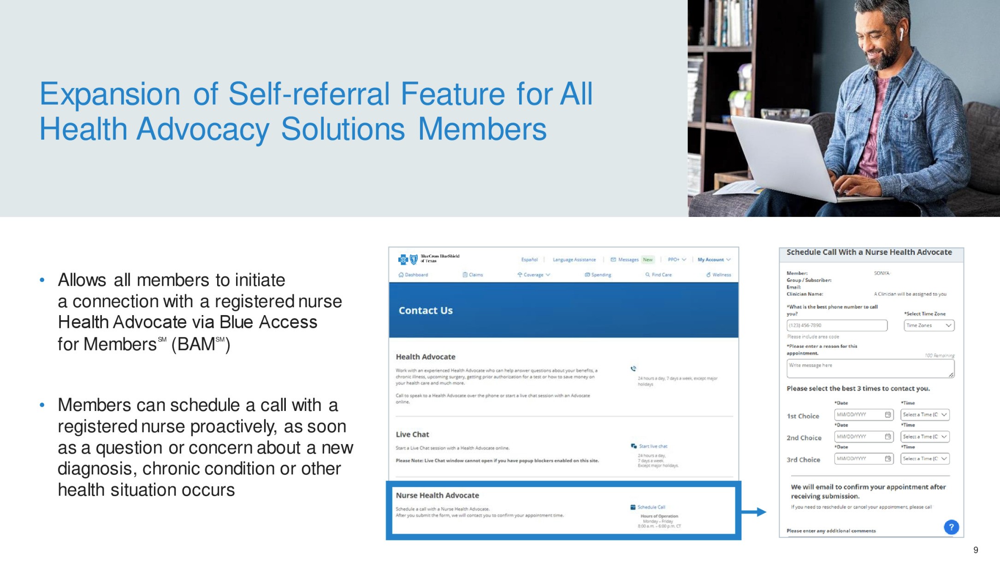 Expansion of Self-referral Feature for All
Health Advocacy Solutions Members
• Allows all members to initiate
a connection with a registered nurse
Health Advocate via Blue Access
for Members℠ (BAM℠)
• Members can schedule a call with a
registered nurse proactively, as soon
as a question or concern about a new
diagnosis, chronic condition or other
health situation occurs
BlueCross BlueShield
of Texas
Español
Language Assistance
Messages
New
PPO+
My Account
Dashboard
Claims
Coverage
Spending
Find Care
Wellness
Contact Us
Health Advocate
Work with an experienced Health Advocate who can help answer questions about your benefits, a
chronic illness, upcoming surgery, getting prior authorization for a test or how to save money on
your health care and much more.
Call to speak to a Health Advocate over the phone or start a live chat session with an Advocate
online.
24 hours a day, 7 days a week, except major
holidays
Live Chat
Start a Live Chat session with a Health Advocate online.
Please Note: Live Chat window cannot open if you have popup blockers enabled on this site.
Start live chat
24 hours a day,
7 days a week.
Except major holidays.
Nurse Health Advocate
Schedule a call with a Nurse Health Advocate.
After you submit the form, we will contact you to confirm your appointment time.
Schedule Call
Hours of Operation
Monday – Friday
8:00 a.m. – 6:00 p.m. CT
Schedule Call With a Nurse Health Advocate
Member: SONYA
Group / Subscriber:
Email:
Clinician Name: A Clinician will be assigned to you
*What is the best phone number to call
you?
*Select Time Zone
(123) 456-7890
Time Zones
Please include area code
*Please enter a reason for this
appointment.
100 Remaining
Write message here
Please select the best 3 times to contact you.
*Date *Time
1st Choice MM/DD/YYYY Select a Time (C
*Date *Time
2nd Choice MM/DD/YYYY Select a Time (C
*Date *Time
3rd Choice MM/DD/YYYY Select a Time (C
We will email to confirm your appointment after
receiving submission.
If you need to reschedule or cancel your appointment, please call
?
Please enter any additional comments
9